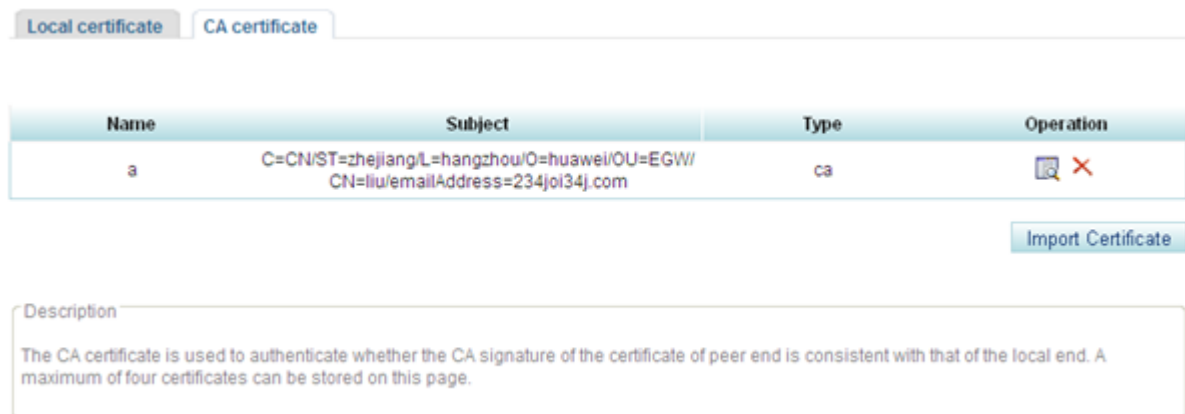 Local certificate CA certificate
Name Subject Type Operation
a C=CN/ST=zhejiang/L=hangzhou/O=huawei/OU=EGW/ ca
CN=liu/emailAddress=234joi34j.com
Import Certificate
Description
The CA certificate is used to authenticate whether the CA signature of the certificate of peer end is consistent with that of the local end. A
maximum of four certificates can be stored on this page.